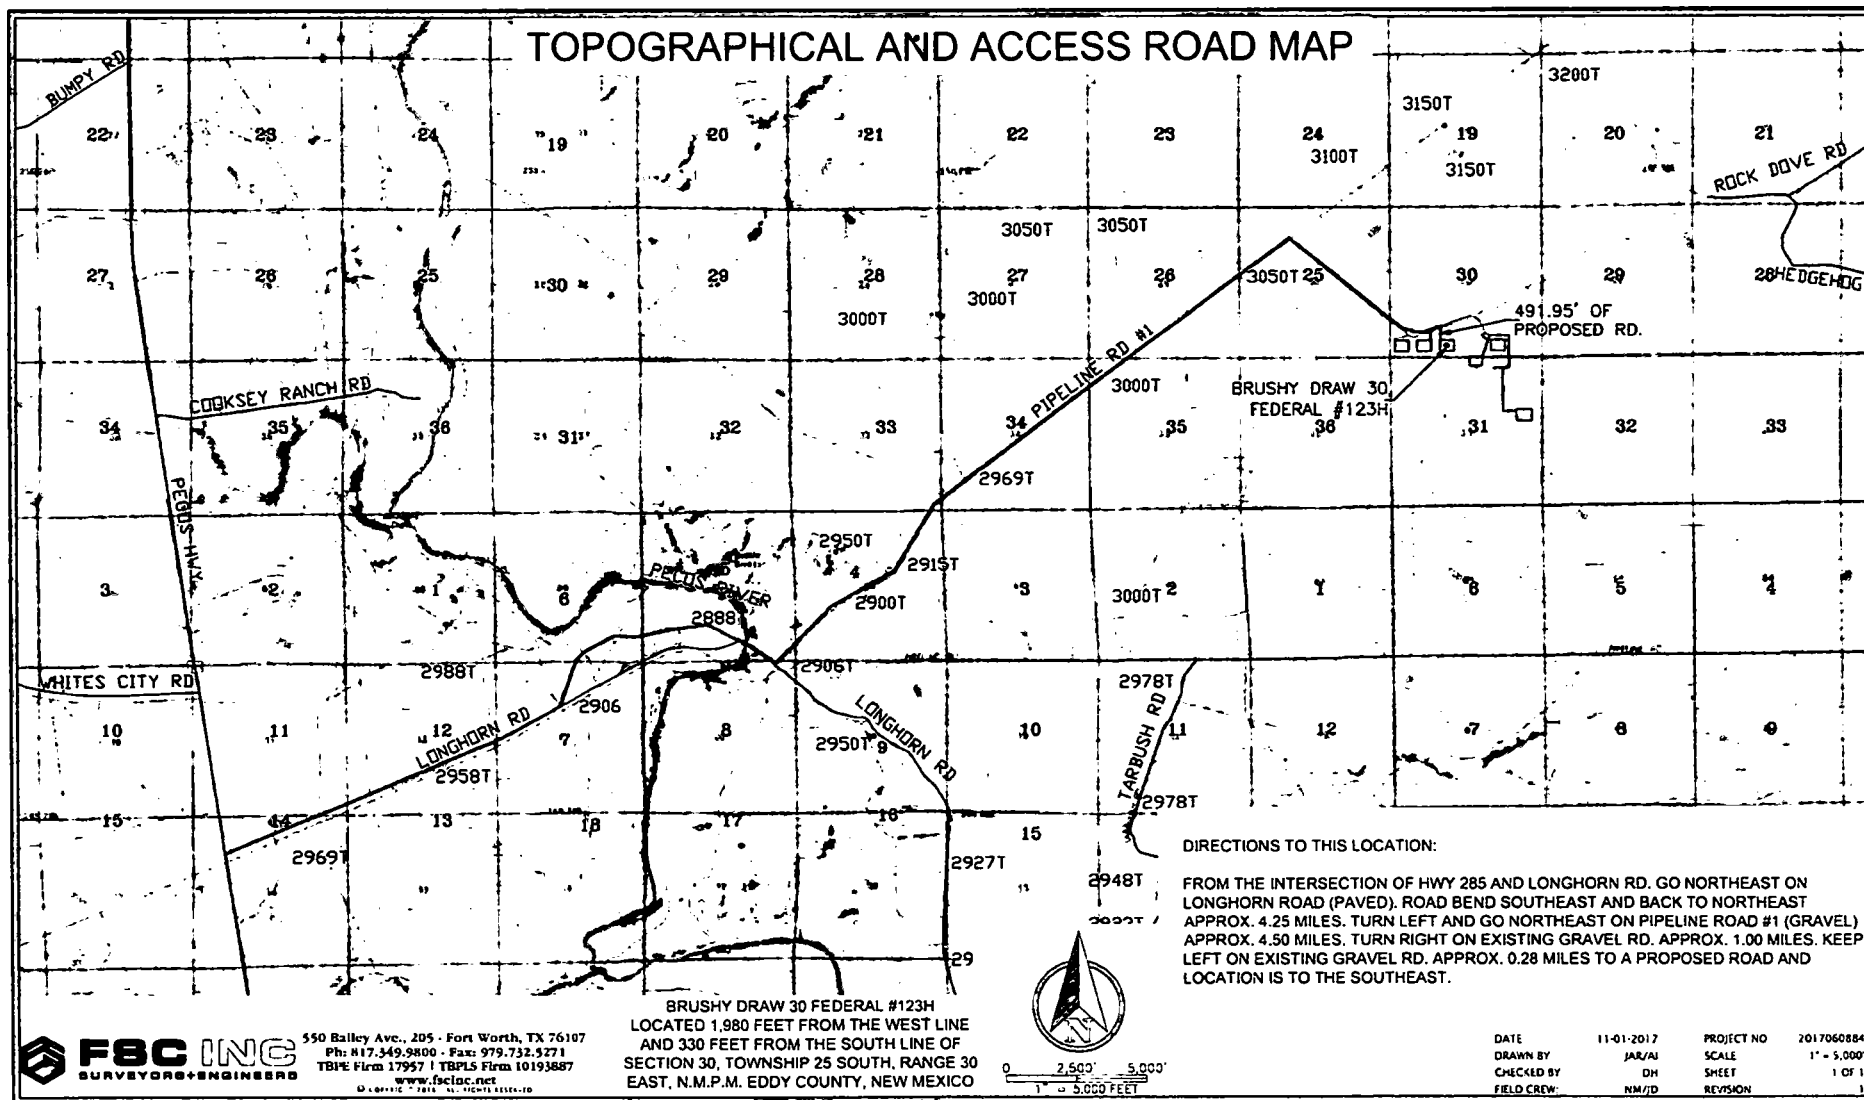 TOPOGRAPHICAL AND ACCESS ROAD MAP
BUMPY RD
3200T
3150T
22 23 24 19 20 21 22 23 24 19 20 21
3100T
3150T
ROCK DOVE RD
3050T
3050T
27 26 25 30 29 28 27 26 25 30 29 28
HEDGEHOG
3050T
3000T
3000T
491.95' OF
PROPOSED RD.
PIPELINE RD #1
COOKSEY RANCH RD
3000T
BRUSHY DRAW 30
FEDERAL #123H
34 35 36 31 32 33 34 35 36 31 32 33
2969T
PECOS HWY
2950T
2915T
PECOS RIVER
3 2 1 6 4 3 2 1 6 5 4
2900T
3000T
2888
2988T
2906T
WHITES CITY RD
2978T
2906
LONGHORN RD
LONGHORN RD
TARBUSH RD
10 11 12 7 8 9 10 11 12 7 8 9
2950T
2958T
2978T
15 14 13 18 17 16 15
2969T
2927T
2948T
29
DIRECTIONS TO THIS LOCATION:
FROM THE INTERSECTION OF HWY 285 AND LONGHORN RD. GO NORTHEAST ON
LONGHORN ROAD (PAVED). ROAD BEND SOUTHEAST AND BACK TO NORTHEAST
APPROX. 4.25 MILES. TURN LEFT AND GO NORTHEAST ON PIPELINE ROAD #1 (GRAVEL)
APPROX. 4.50 MILES. TURN RIGHT ON EXISTING GRAVEL RD. APPROX. 1.00 MILES. KEEP
LEFT ON EXISTING GRAVEL RD. APPROX. 0.28 MILES TO A PROPOSED ROAD AND
LOCATION IS TO THE SOUTHEAST.
FSC INC
SURVEYORS+ENGINEERS
550 Bailey Ave., 205 - Fort Worth, TX 76107
Ph: 817.349.9800 - Fax: 979.732.5271
TBPE Firm 17957 | TBPLS Firm 10193887
www.fscinc.net
BRUSHY DRAW 30 FEDERAL #123H
LOCATED 1,980 FEET FROM THE WEST LINE
AND 330 FEET FROM THE SOUTH LINE OF
SECTION 30, TOWNSHIP 25 SOUTH, RANGE 30
EAST, N.M.P.M. EDDY COUNTY, NEW MEXICO
N
0 2,500' 5,000'
1" = 5,000 FEET
DATE 11-01-2017 PROJECT NO 2017060884
DRAWN BY JAR/AI SCALE 1" = 5,000'
CHECKED BY DH SHEET 1 OF 1
FIELD CREW: NM/JD REVISION 1